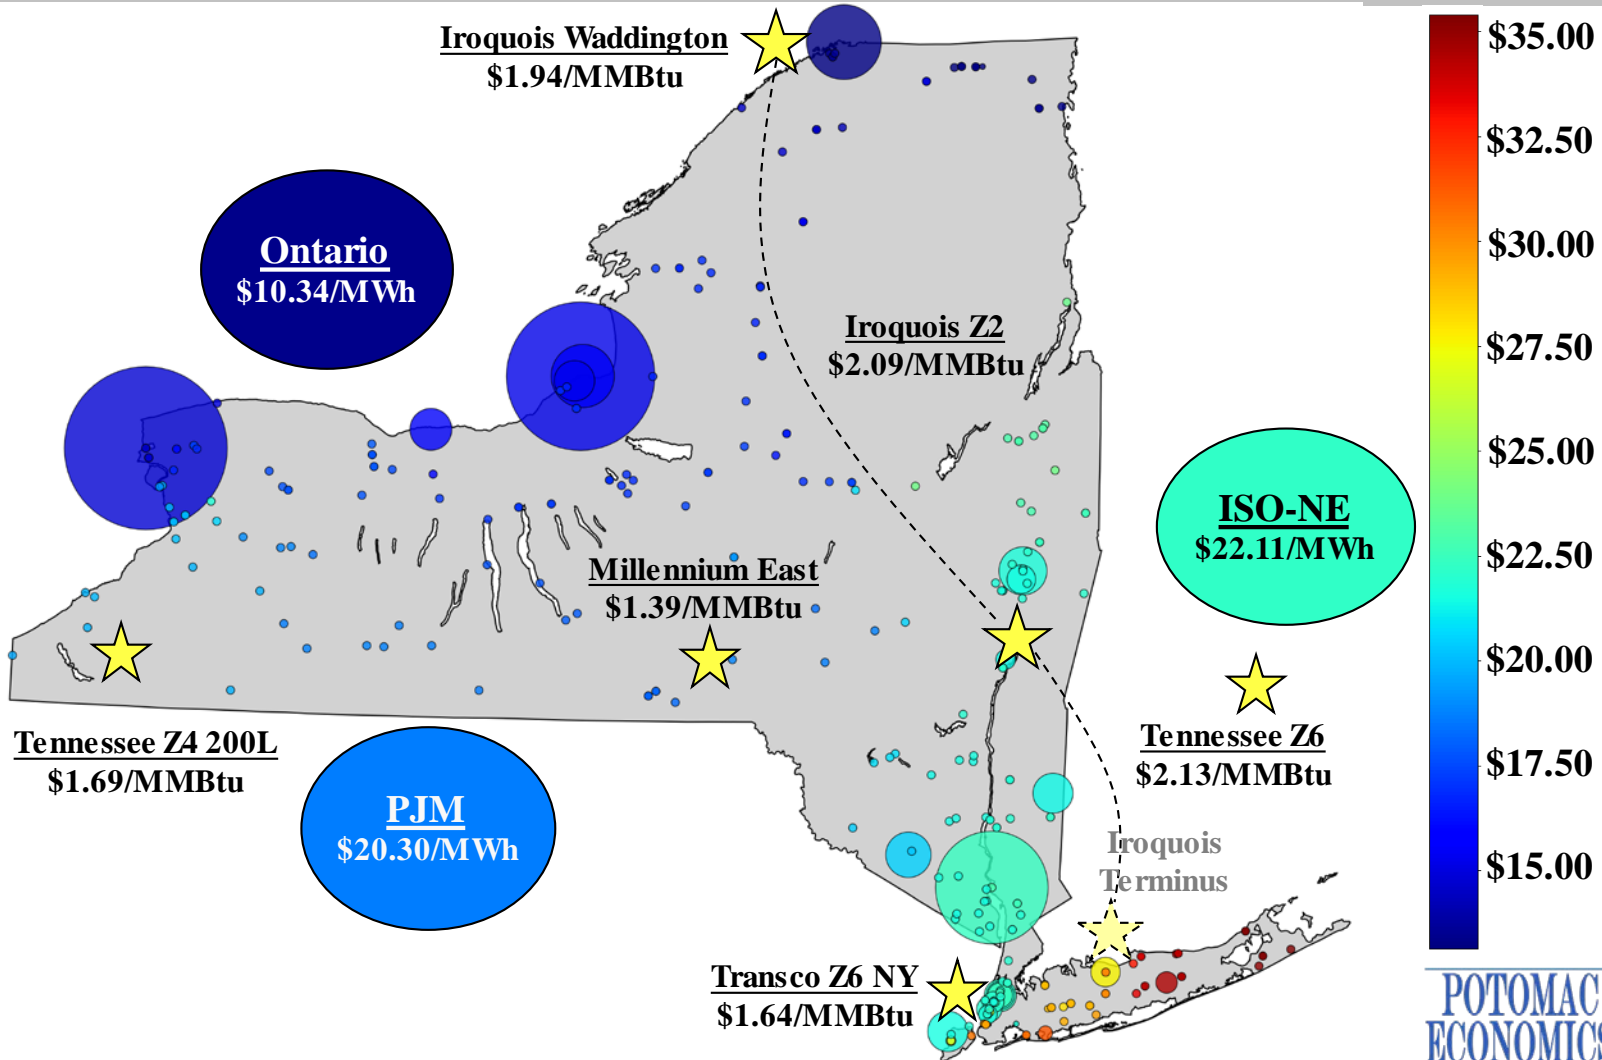 Iroquois Waddington
$1.94/MMBtu
$35.00
$32.50
Ontario
$10.34/MWh
$30.00
Iroquois Z2
$2.09/MMBtu
$27.50
$25.00
ISO-NE
$22.11/MWh
$22.50
Millennium East
$1.39/MMBtu
$20.00
Tennessee Z4 200L
$1.69/MMBtu
Tennessee Z6
$2.13/MMBtu
$17.50
PJM
$20.30/MWh
Iroquois
Terminus
$15.00
Transco Z6 NY
$1.64/MMBtu
POTOMAC
ECONOMICS